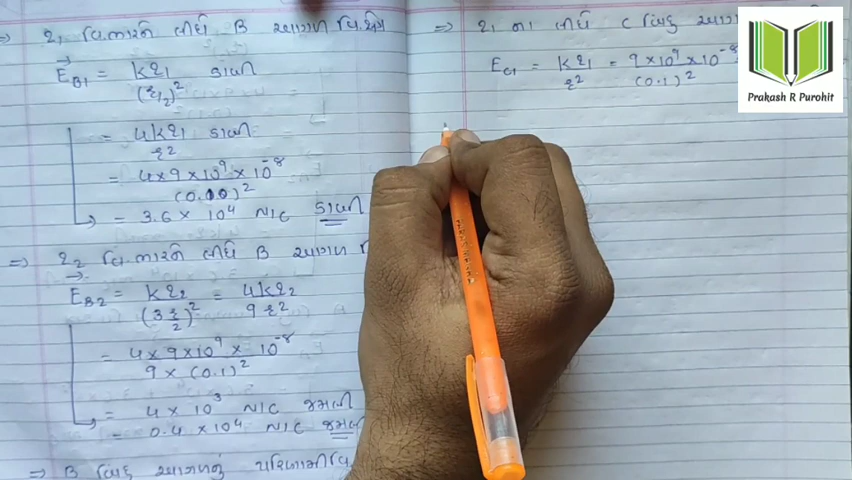 ⇒ q₁ વિભારને લીધે B આગળ વિ.ક્ષેત્ર
E⃗B1 = kq₁ ડાબી
(r/2)²
= 4kq₁ ડાબી
r²
= 4×9×10⁹×10⁻⁸
(0.10)²
= 3.6 × 10⁴ N/C ડાબી
⇒ q₂ વિભારને લીધે B આગળ
E⃗B2 = kq₂ = 4kq₂
(3r/2)² 9r²
= 4×9×10⁹ × 10⁻⁸
9 × (0.1)²
= 4 × 10³ N/C જમણી
= 0.4 × 10⁴ N/C જમણી
⇒ B બિંદુ આગળનું પરિણામી વિ
⇒ q₁ ના લીધે C બિંદુ
EC1 = kq₁ = 9×10⁹×10⁻⁸
r² (0.1)²
Prakash R Purohit